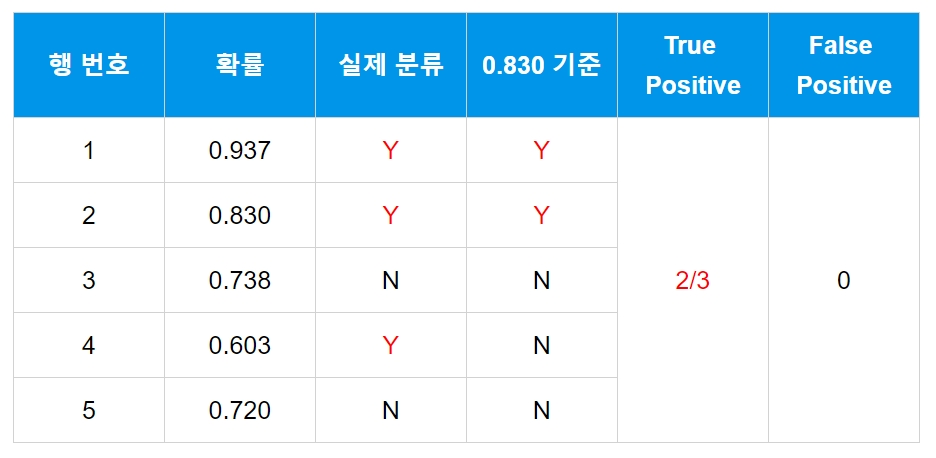 행 번호 확률 실제 분류 0.830 기준 True Positive False Positive
1 0.937 Y Y
2 0.830 Y Y
3 0.738 N N 2/3 0
4 0.603 Y N
5 0.720 N N